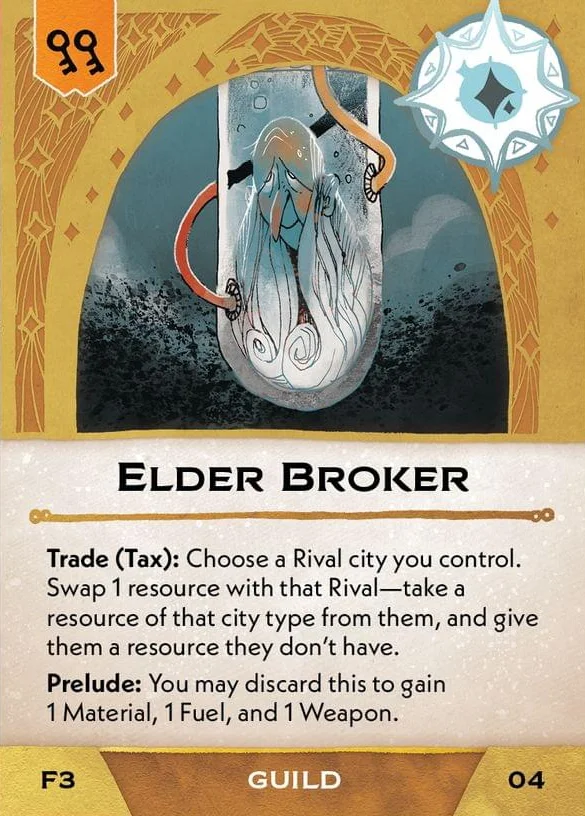 ELDER BROKER
Trade (Tax): Choose a Rival city you control.
Swap 1 resource with that Rival—take a
resource of that city type from them, and give
them a resource they don't have.
Prelude: You may discard this to gain
1 Material, 1 Fuel, and 1 Weapon.
F3 GUILD 04